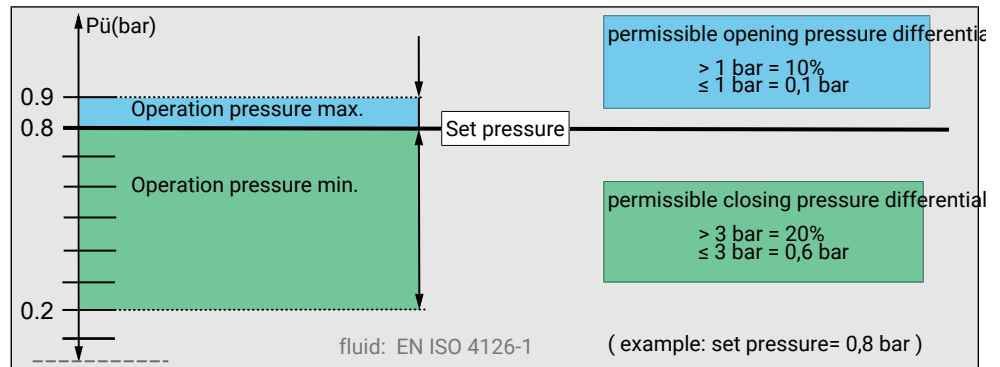 Pü(bar)
permissible opening pressure differentia
> 1 bar = 10%
≤ 1 bar = 0,1 bar
0.9
Operation pressure max.
0.8
Set pressure
Operation pressure min.
permissible closing pressure differential
> 3 bar = 20%
≤ 3 bar = 0,6 bar
0.2
fluid: EN ISO 4126-1
( example: set pressure= 0,8 bar )